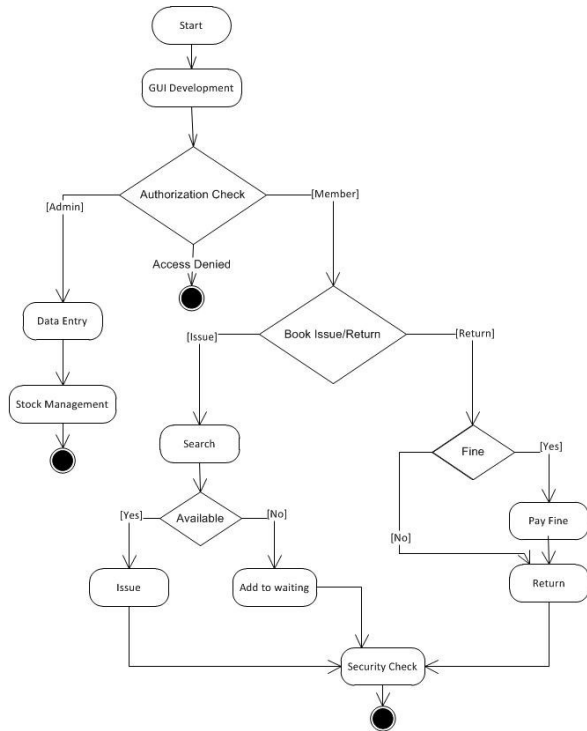 Start
GUI Development
Authorization Check
[Admin]
[Member]
Access Denied
Data Entry
Book Issue/Return
[Issue]
[Return]
Stock Management
Search
Fine
[Yes]
[Yes]
Available
[No]
Pay Fine
[No]
Issue
Add to waiting
Return
Security Check